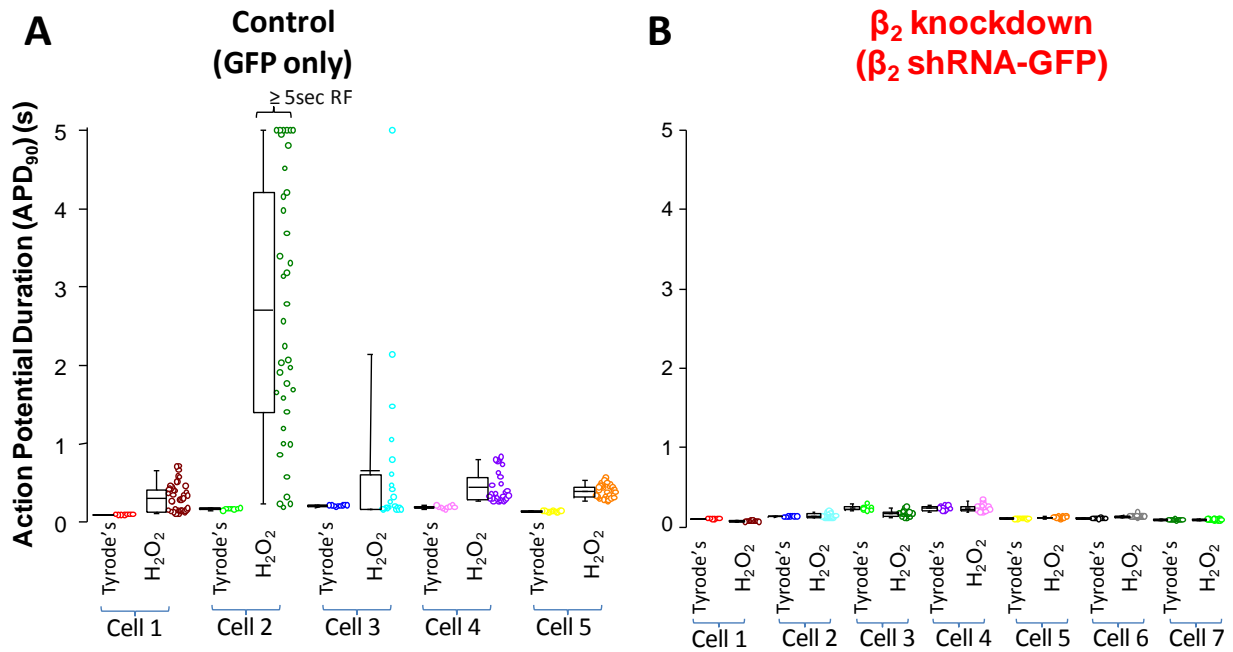 A
Control
(GFP only)
≥ 5sec RF
Action Potential Duration (APD₉₀) (s)
5
4
3
2
1
0
Tyrode's
H₂O₂
Tyrode's
H₂O₂
Tyrode's
H₂O₂
Tyrode's
H₂O₂
Tyrode's
H₂O₂
Cell 1
Cell 2
Cell 3
Cell 4
Cell 5
B
β₂ knockdown
(β₂ shRNA-GFP)
5
4
3
2
1
0
Tyrode's
H₂O₂
Tyrode's
H₂O₂
Tyrode's
H₂O₂
Tyrode's
H₂O₂
Tyrode's
H₂O₂
Tyrode's
H₂O₂
Tyrode's
H₂O₂
Cell 1
Cell 2
Cell 3
Cell 4
Cell 5
Cell 6
Cell 7